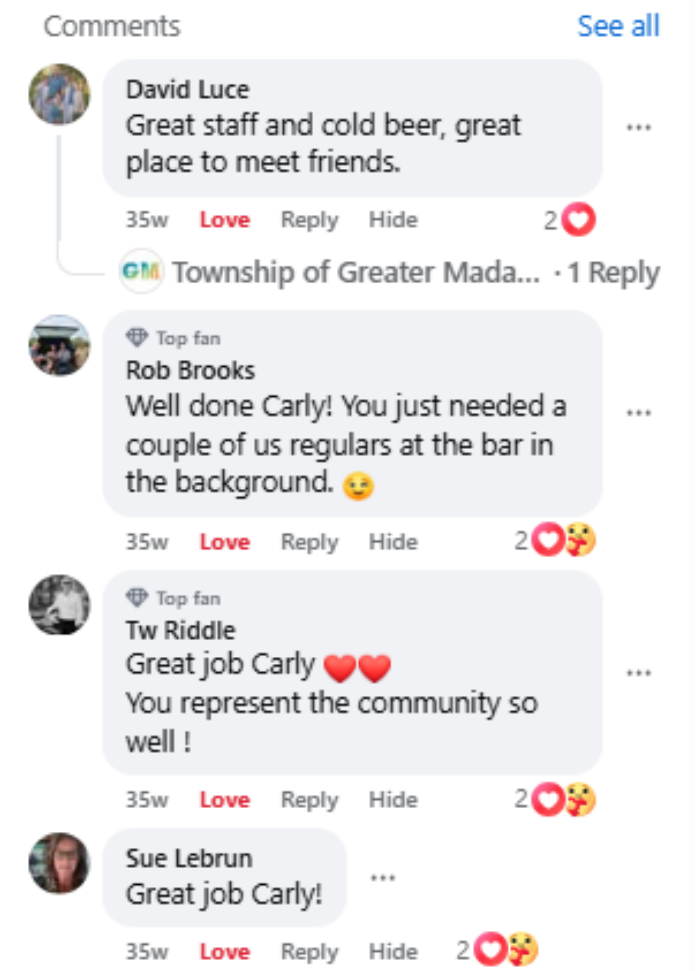 Comments See all
David Luce
Great staff and cold beer, great
place to meet friends.
35w Love Reply Hide 2
GM Township of Greater Mada... · 1 Reply
Top fan
Rob Brooks
Well done Carly! You just needed a
couple of us regulars at the bar in
the background. 😉
35w Love Reply Hide 2
Top fan
Tw Riddle
Great job Carly ❤️❤️
You represent the community so
well !
35w Love Reply Hide 2
Sue Lebrun
Great job Carly!
35w Love Reply Hide 2